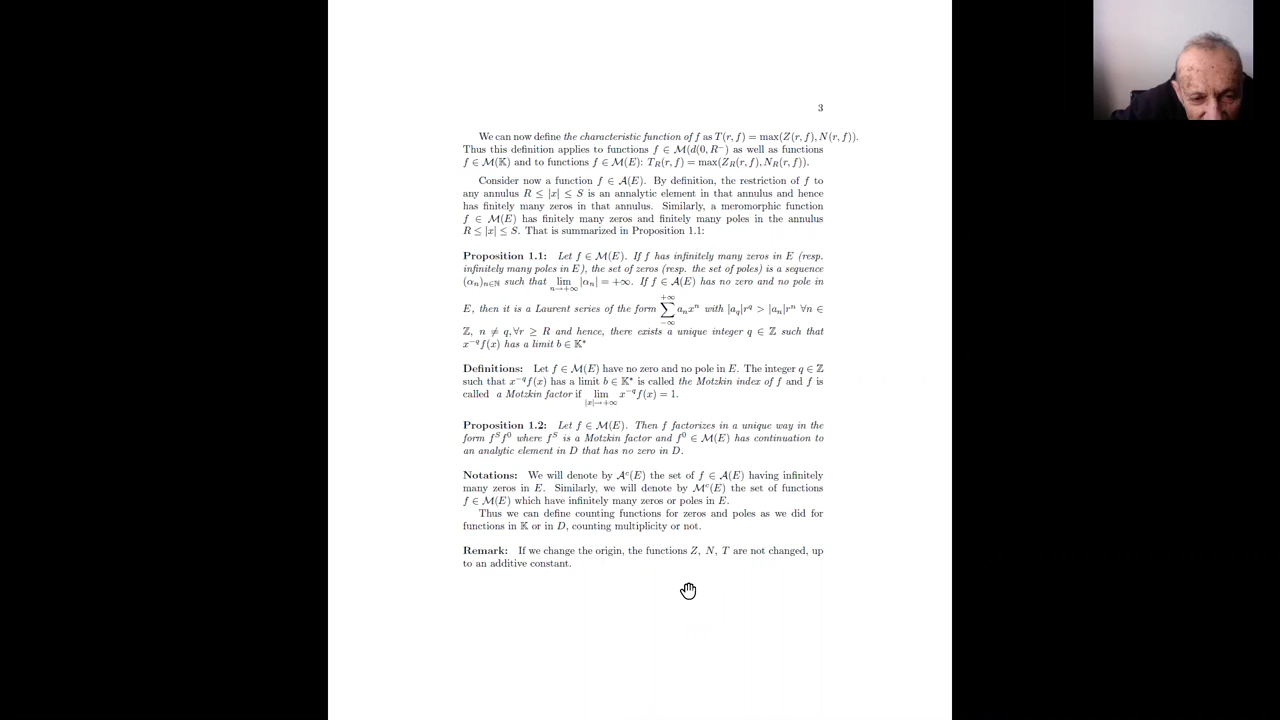 3
We can now define the characteristic function of f as T(r, f) = max(Z(r, f), N(r, f)).
Thus this definition applies to functions f ∈ M(d(0, R⁻) as well as functions
f ∈ M(𝕂) and to functions f ∈ M(E): T_R(r, f) = max(Z_R(r, f), N_R(r, f)).
Consider now a function f ∈ A(E). By definition, the restriction of f to
any annulus R ≤ |x| ≤ S is an annalytic element in that annulus and hence
has finitely many zeros in that annulus. Similarly, a meromorphic function
f ∈ M(E) has finitely many zeros and finitely many poles in the annulus
R ≤ |x| ≤ S. That is summarized in Proposition 1.1:
Proposition 1.1: Let f ∈ M(E). If f has infinitely many zeros in E (resp.
infinitely many poles in E), the set of zeros (resp. the set of poles) is a sequence
(α_n)_{n∈ℕ} such that lim_{n→+∞} |α_n| = +∞. If f ∈ A(E) has no zero and no pole in
E, then it is a Laurent series of the form ∑_{-∞}^{+∞} a_n x^n with |a_q|r^q > |a_n|r^n ∀n ∈
ℤ, n ≠ q, ∀r ≥ R and hence, there exists a unique integer q ∈ ℤ such that
x^{-q} f(x) has a limit b ∈ 𝕂*
Definitions: Let f ∈ M(E) have no zero and no pole in E. The integer q ∈ ℤ
such that x^{-q} f(x) has a limit b ∈ 𝕂* is called the Motzkin index of f and f is
called a Motzkin factor if lim_{|x|→+∞} x^{-q} f(x) = 1.
Proposition 1.2: Let f ∈ M(E). Then f factorizes in a unique way in the
form f^S f^0 where f^S is a Motzkin factor and f^0 ∈ M(E) has continuation to
an analytic element in D that has no zero in D.
Notations: We will denote by A^c(E) the set of f ∈ A(E) having infinitely
many zeros in E. Similarly, we will denote by M^c(E) the set of functions
f ∈ M(E) which have infinitely many zeros or poles in E.
Thus we can define counting functions for zeros and poles as we did for
functions in 𝕂 or in D, counting multiplicity or not.
Remark: If we change the origin, the functions Z, N, T are not changed, up
to an additive constant.